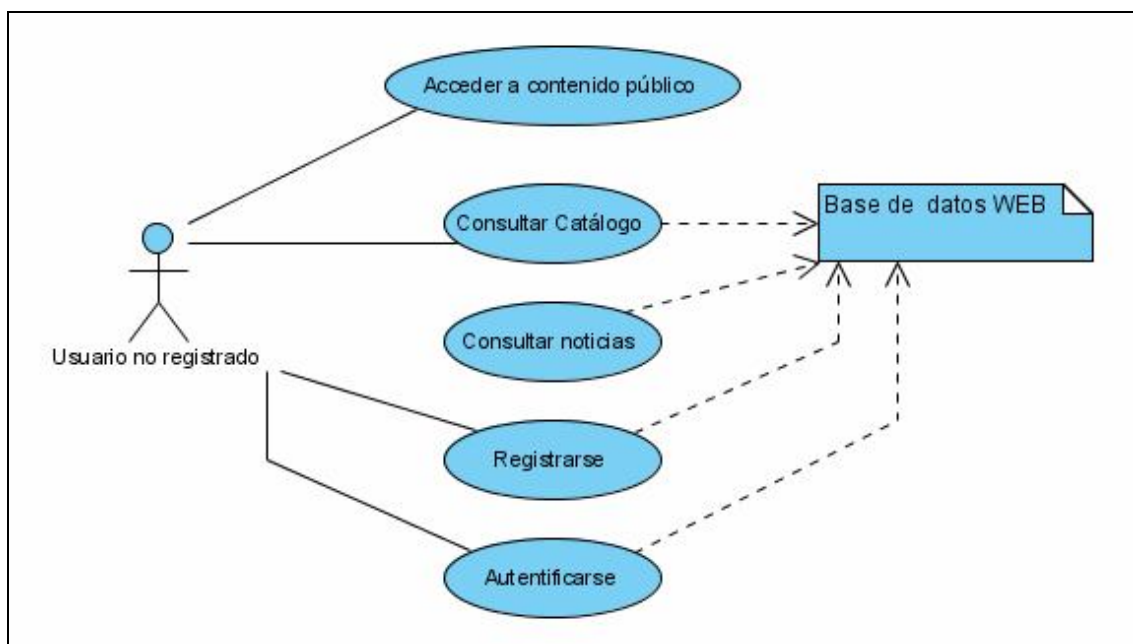 Acceder a contenido público
Consultar Catálogo
Base de datos WEB
Consultar noticias
Usuario no registrado
Registrarse
Autentificarse